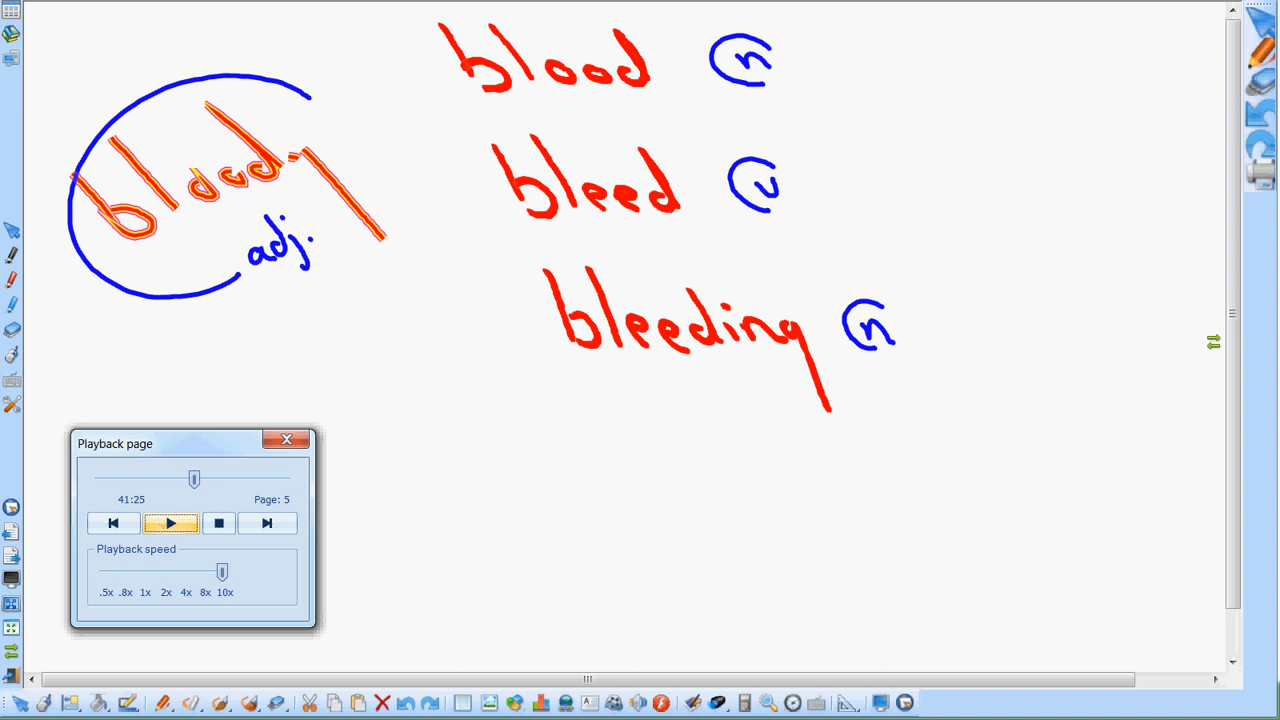 blood n
bleed v
bleeding n
bloody
adj.
Playback page
41:25 Page: 5
Playback speed
.5x .8x 1x 2x 4x 8x 10x